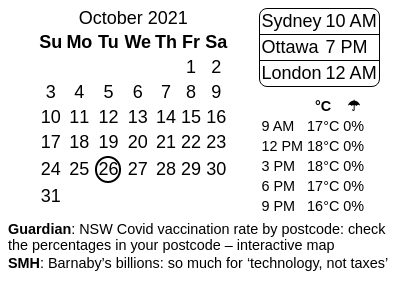 October 2021
Su Mo Tu We Th Fr Sa
1 2
3 4 5 6 7 8 9
10 11 12 13 14 15 16
17 18 19 20 21 22 23
24 25 26 27 28 29 30
31
Sydney 10 AM
Ottawa 7 PM
London 12 AM
°C ☂
9 AM 17°C 0%
12 PM 18°C 0%
3 PM 18°C 0%
6 PM 17°C 0%
9 PM 16°C 0%
Guardian: NSW Covid vaccination rate by postcode: check
the percentages in your postcode – interactive map
SMH: Barnaby’s billions: so much for ‘technology, not taxes’